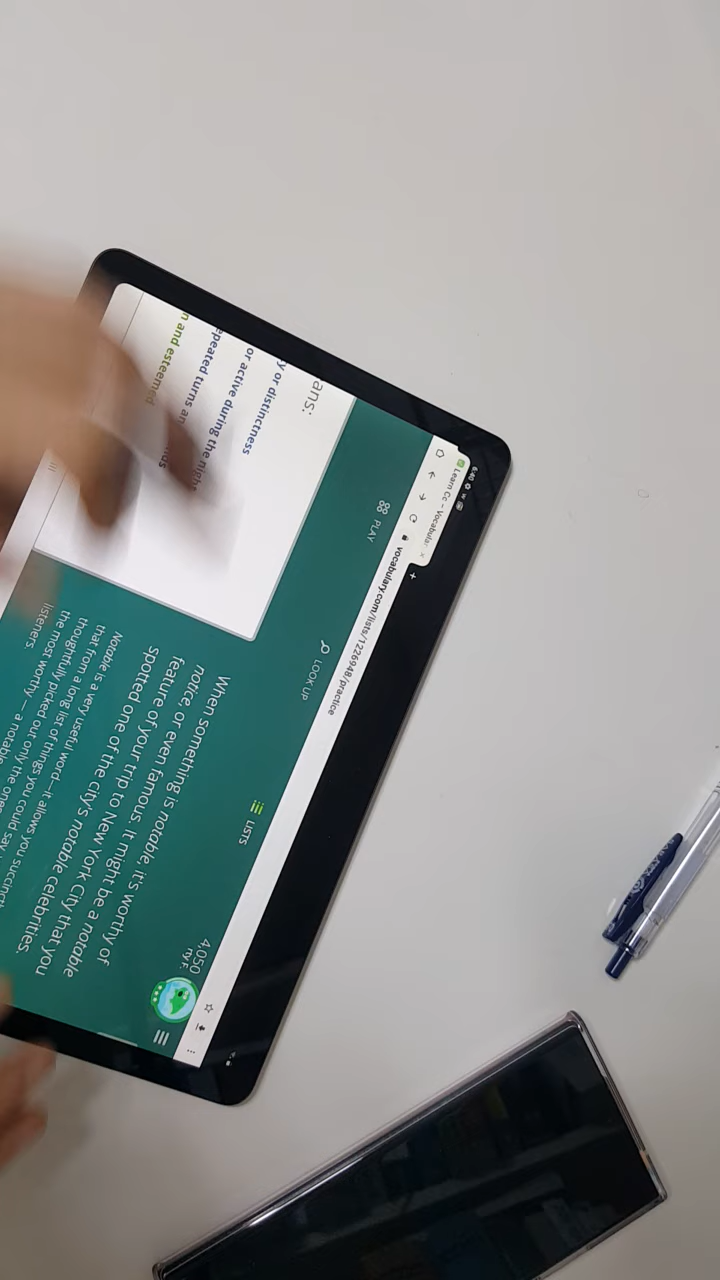 6:40
Learn Cc - Vocabular
vocabulary.com/lists/1226948/practice
PLAY
LOOK UP
LISTS
4,050
ans:
y or distinctness
or active during the nigh
epeated turns an
n and esteemed
When something is notable, it's worthy of
notice, or even famous. It might be a notable
feature of your trip to New York City that you
spotted one of the city's notable celebrities.
Notable is a very useful word—it allows you succinctly
that from a long list of things you could say,
thoughtfully picked out only the ones
the most worthy — a notable
listeners.